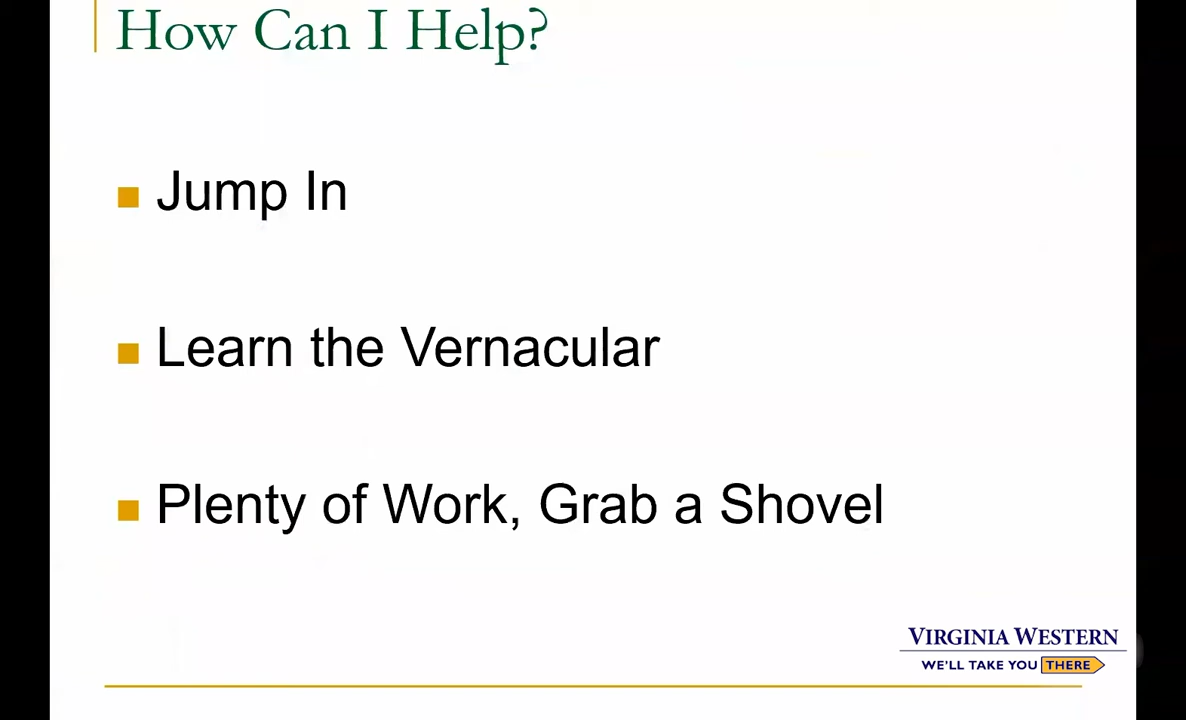 How Can I Help?
Jump In
Learn the Vernacular
Plenty of Work, Grab a Shovel
VIRGINIA WESTERN
WE'LL TAKE YOU THERE